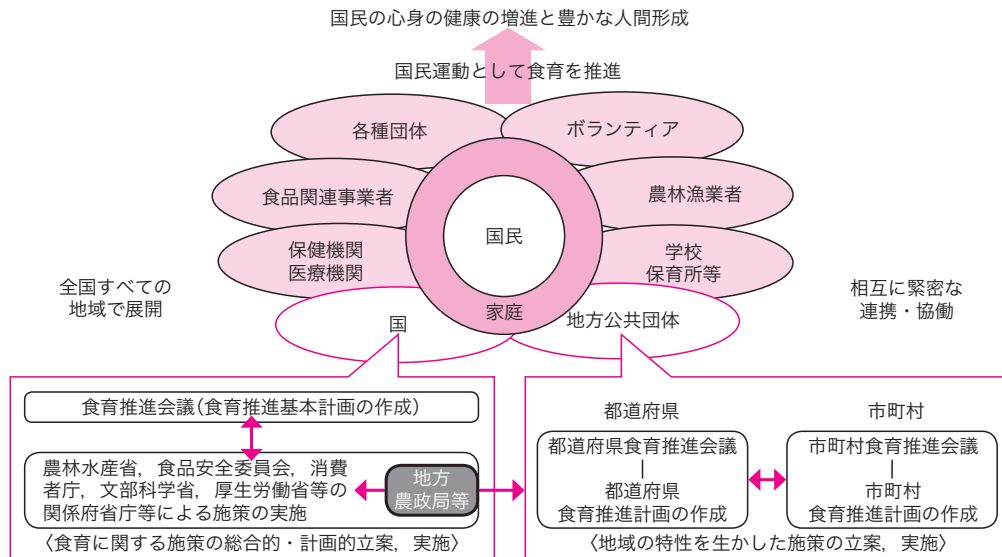 国民の心身の健康の増進と豊かな人間形成
国民運動として食育を推進
各種団体
ボランティア
食品関連事業者
農林漁業者
国民
保健機関
医療機関
学校
保育所等
全国すべての
地域で展開
相互に緊密な
連携・協働
家庭
国
地方公共団体
食育推進会議(食育推進基本計画の作成)
農林水産省，食品安全委員会，消費
者庁，文部科学省，厚生労働省等の
関係府省庁等による施策の実施
地方
農政局等
〈食育に関する施策の総合的・計画的立案，実施〉
都道府県
都道府県食育推進会議
都道府県
食育推進計画の作成
市町村
市町村食育推進会議
市町村
食育推進計画の作成
〈地域の特性を生かした施策の立案，実施〉